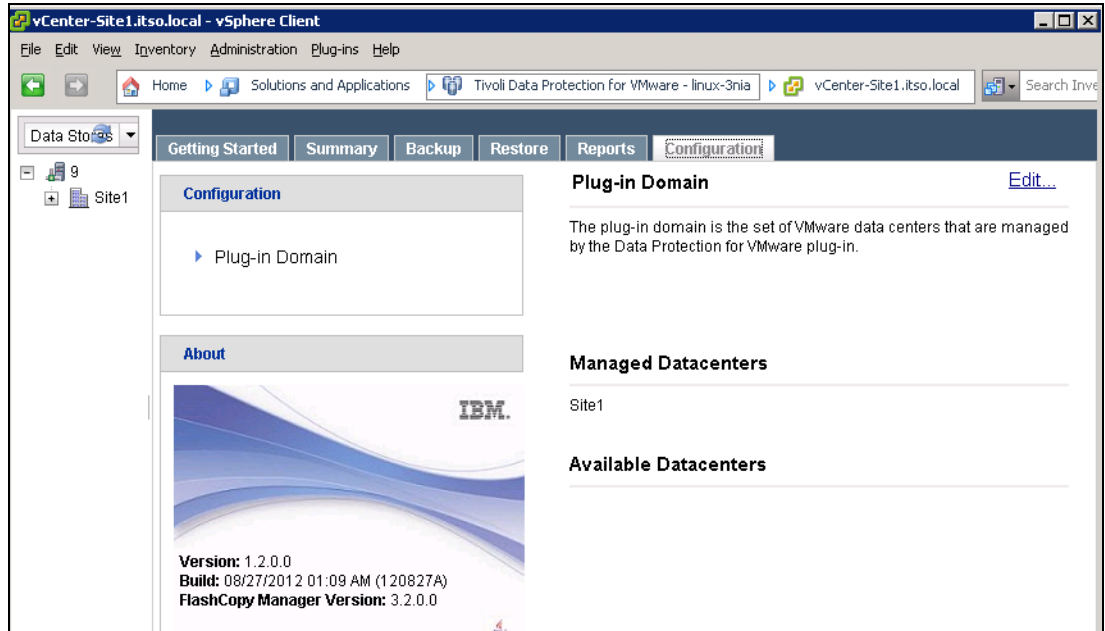 vCenter-Site1.itso.local - vSphere Client
File Edit View Inventory Administration Plug-ins Help
Home Solutions and Applications Tivoli Data Protection for VMware - linux-3nia vCenter-Site1.itso.local Search Inve
Data Stores
Getting Started Summary Backup Restore Reports Configuration
9
Site1
Configuration
Plug-in Domain
About
IBM.
Version: 1.2.0.0
Build: 08/27/2012 01:09 AM (120827A)
FlashCopy Manager Version: 3.2.0.0
Plug-in Domain Edit...
The plug-in domain is the set of VMware data centers that are managed
by the Data Protection for VMware plug-in.
Managed Datacenters
Site1
Available Datacenters